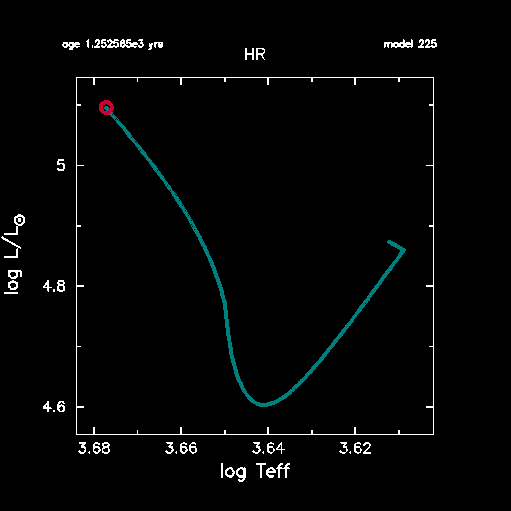 age 1.252565e3 yrs model 225
HR
5
4.8
4.6
log L/L☉
3.68 3.66 3.64 3.62
log Teff